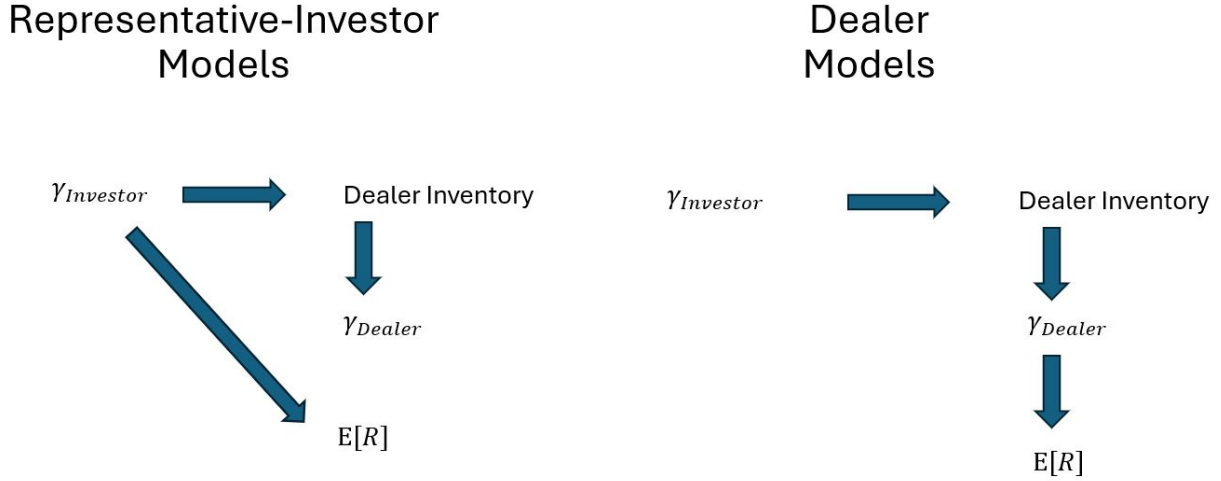 Representative-Investor
Models
γInvestor
Dealer Inventory
γDealer
E[R]
Dealer
Models
γInvestor
Dealer Inventory
γDealer
E[R]